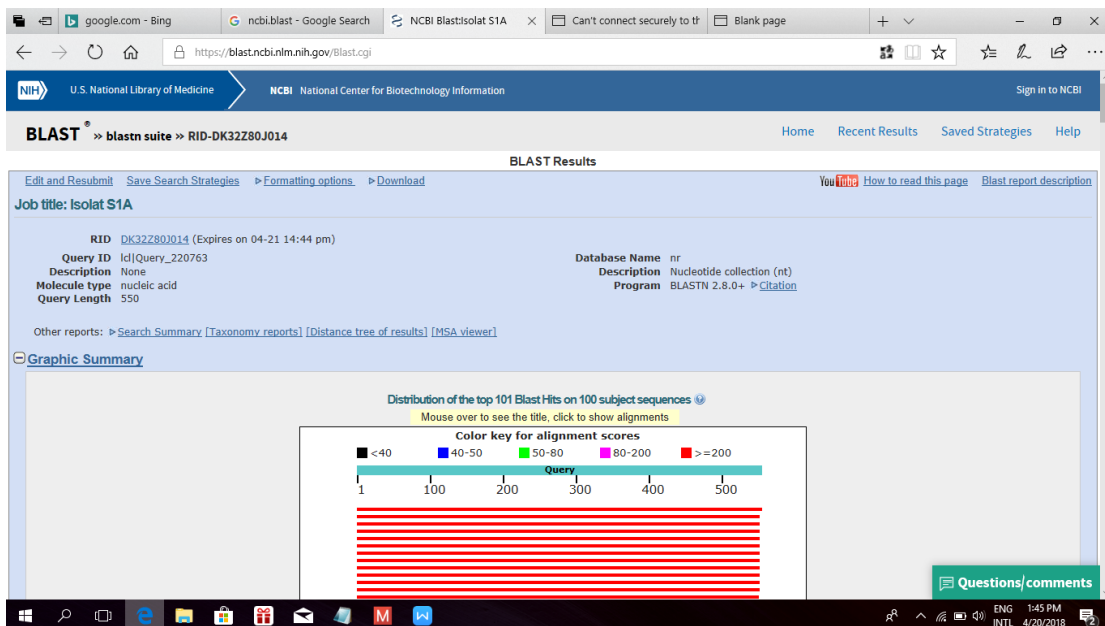 google.com - Bing
ncbi.blast - Google Search
NCBI Blast:Isolat S1A
Can't connect securely to th
Blank page
https://blast.ncbi.nlm.nih.gov/Blast.cgi
NIH U.S. National Library of Medicine NCBI National Center for Biotechnology Information Sign in to NCBI
BLAST ® » blastn suite » RID-DK32Z80J014 Home Recent Results Saved Strategies Help
BLAST Results
Edit and Resubmit Save Search Strategies Formatting options Download YouTube How to read this page Blast report description
Job title: Isolat S1A
RID DK32Z80J014 (Expires on 04-21 14:44 pm)
Query ID lcl|Query_220763
Description None
Molecule type nucleic acid
Query Length 550
Database Name nr
Description Nucleotide collection (nt)
Program BLASTN 2.8.0+ Citation
Other reports: Search Summary [Taxonomy reports] [Distance tree of results] [MSA viewer]
Graphic Summary
Distribution of the top 101 Blast Hits on 100 subject sequences
Mouse over to see the title, click to show alignments
Color key for alignment scores
<40 40-50 50-80 80-200 >=200
Query
1 100 200 300 400 500
Questions/comments
ENG 1:45 PM
INTL 4/20/2018